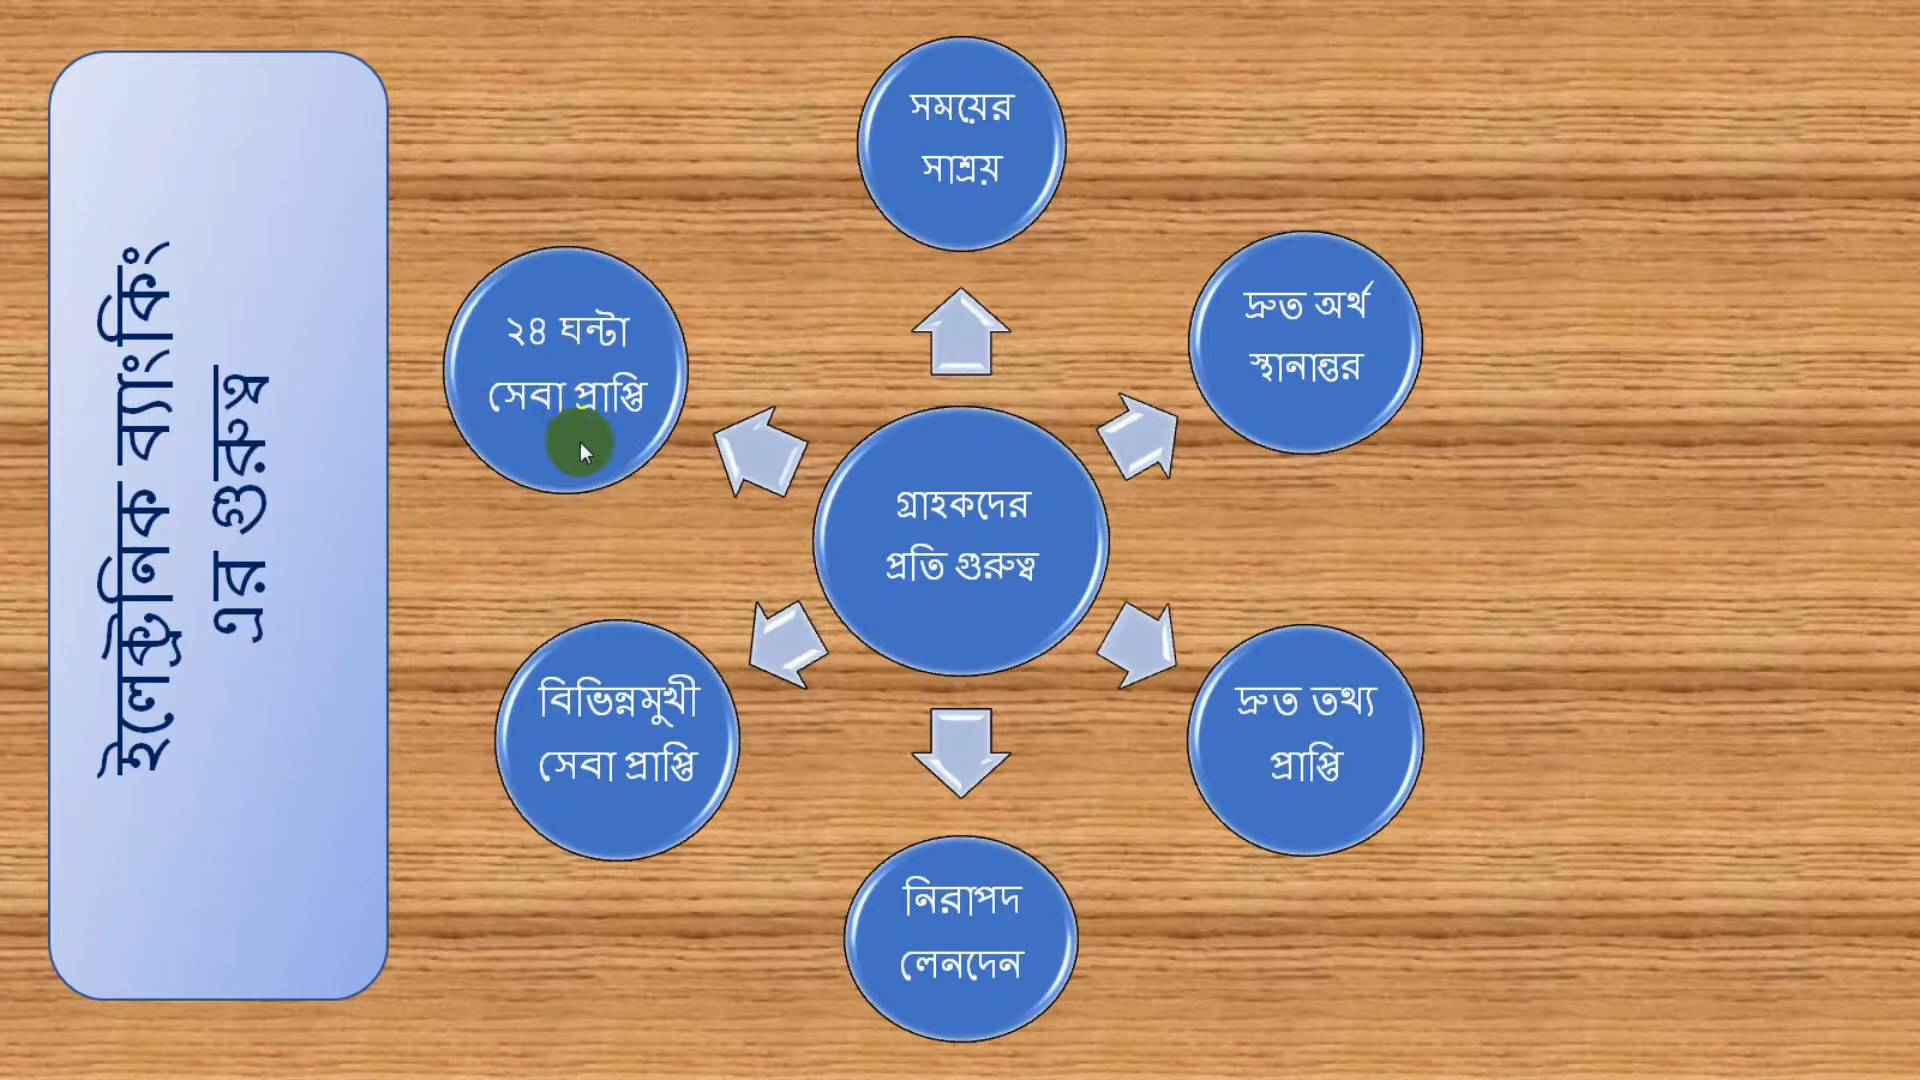 ইলেক্ট্রনিক ব্যাংকিং
এর গুরুত্ব
সময়ের
সাশ্রয়
দ্রুত অর্থ
স্থানান্তর
দ্রুত তথ্য
প্রাপ্তি
নিরাপদ
লেনদেন
বিভিন্নমুখী
সেবা প্রাপ্তি
২৪ ঘন্টা
সেবা প্রাপ্তি
গ্রাহকদের
প্রতি গুরুত্ব